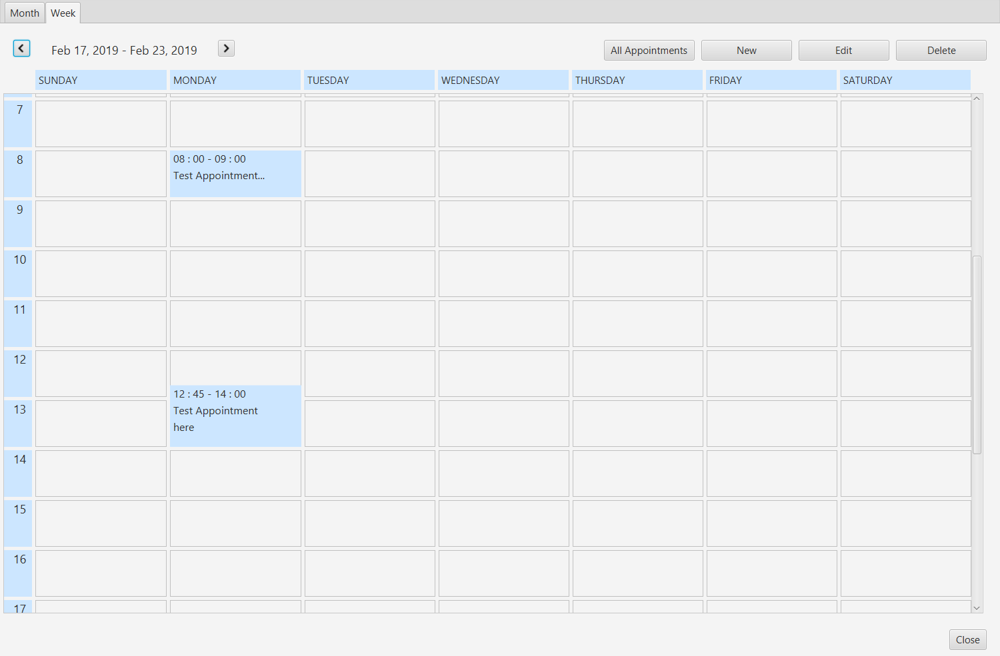 Month Week
Feb 17, 2019 - Feb 23, 2019
All Appointments New Edit Delete
SUNDAY MONDAY TUESDAY WEDNESDAY THURSDAY FRIDAY SATURDAY
7
8
08 : 00 - 09 : 00
Test Appointment...
9
10
11
12
12 : 45 - 14 : 00
13
Test Appointment
here
14
15
16
17
Close